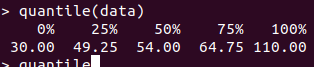 > quantile(data)
0% 25% 50% 75% 100%
30.00 49.25 54.00 64.75 110.00
> quantile